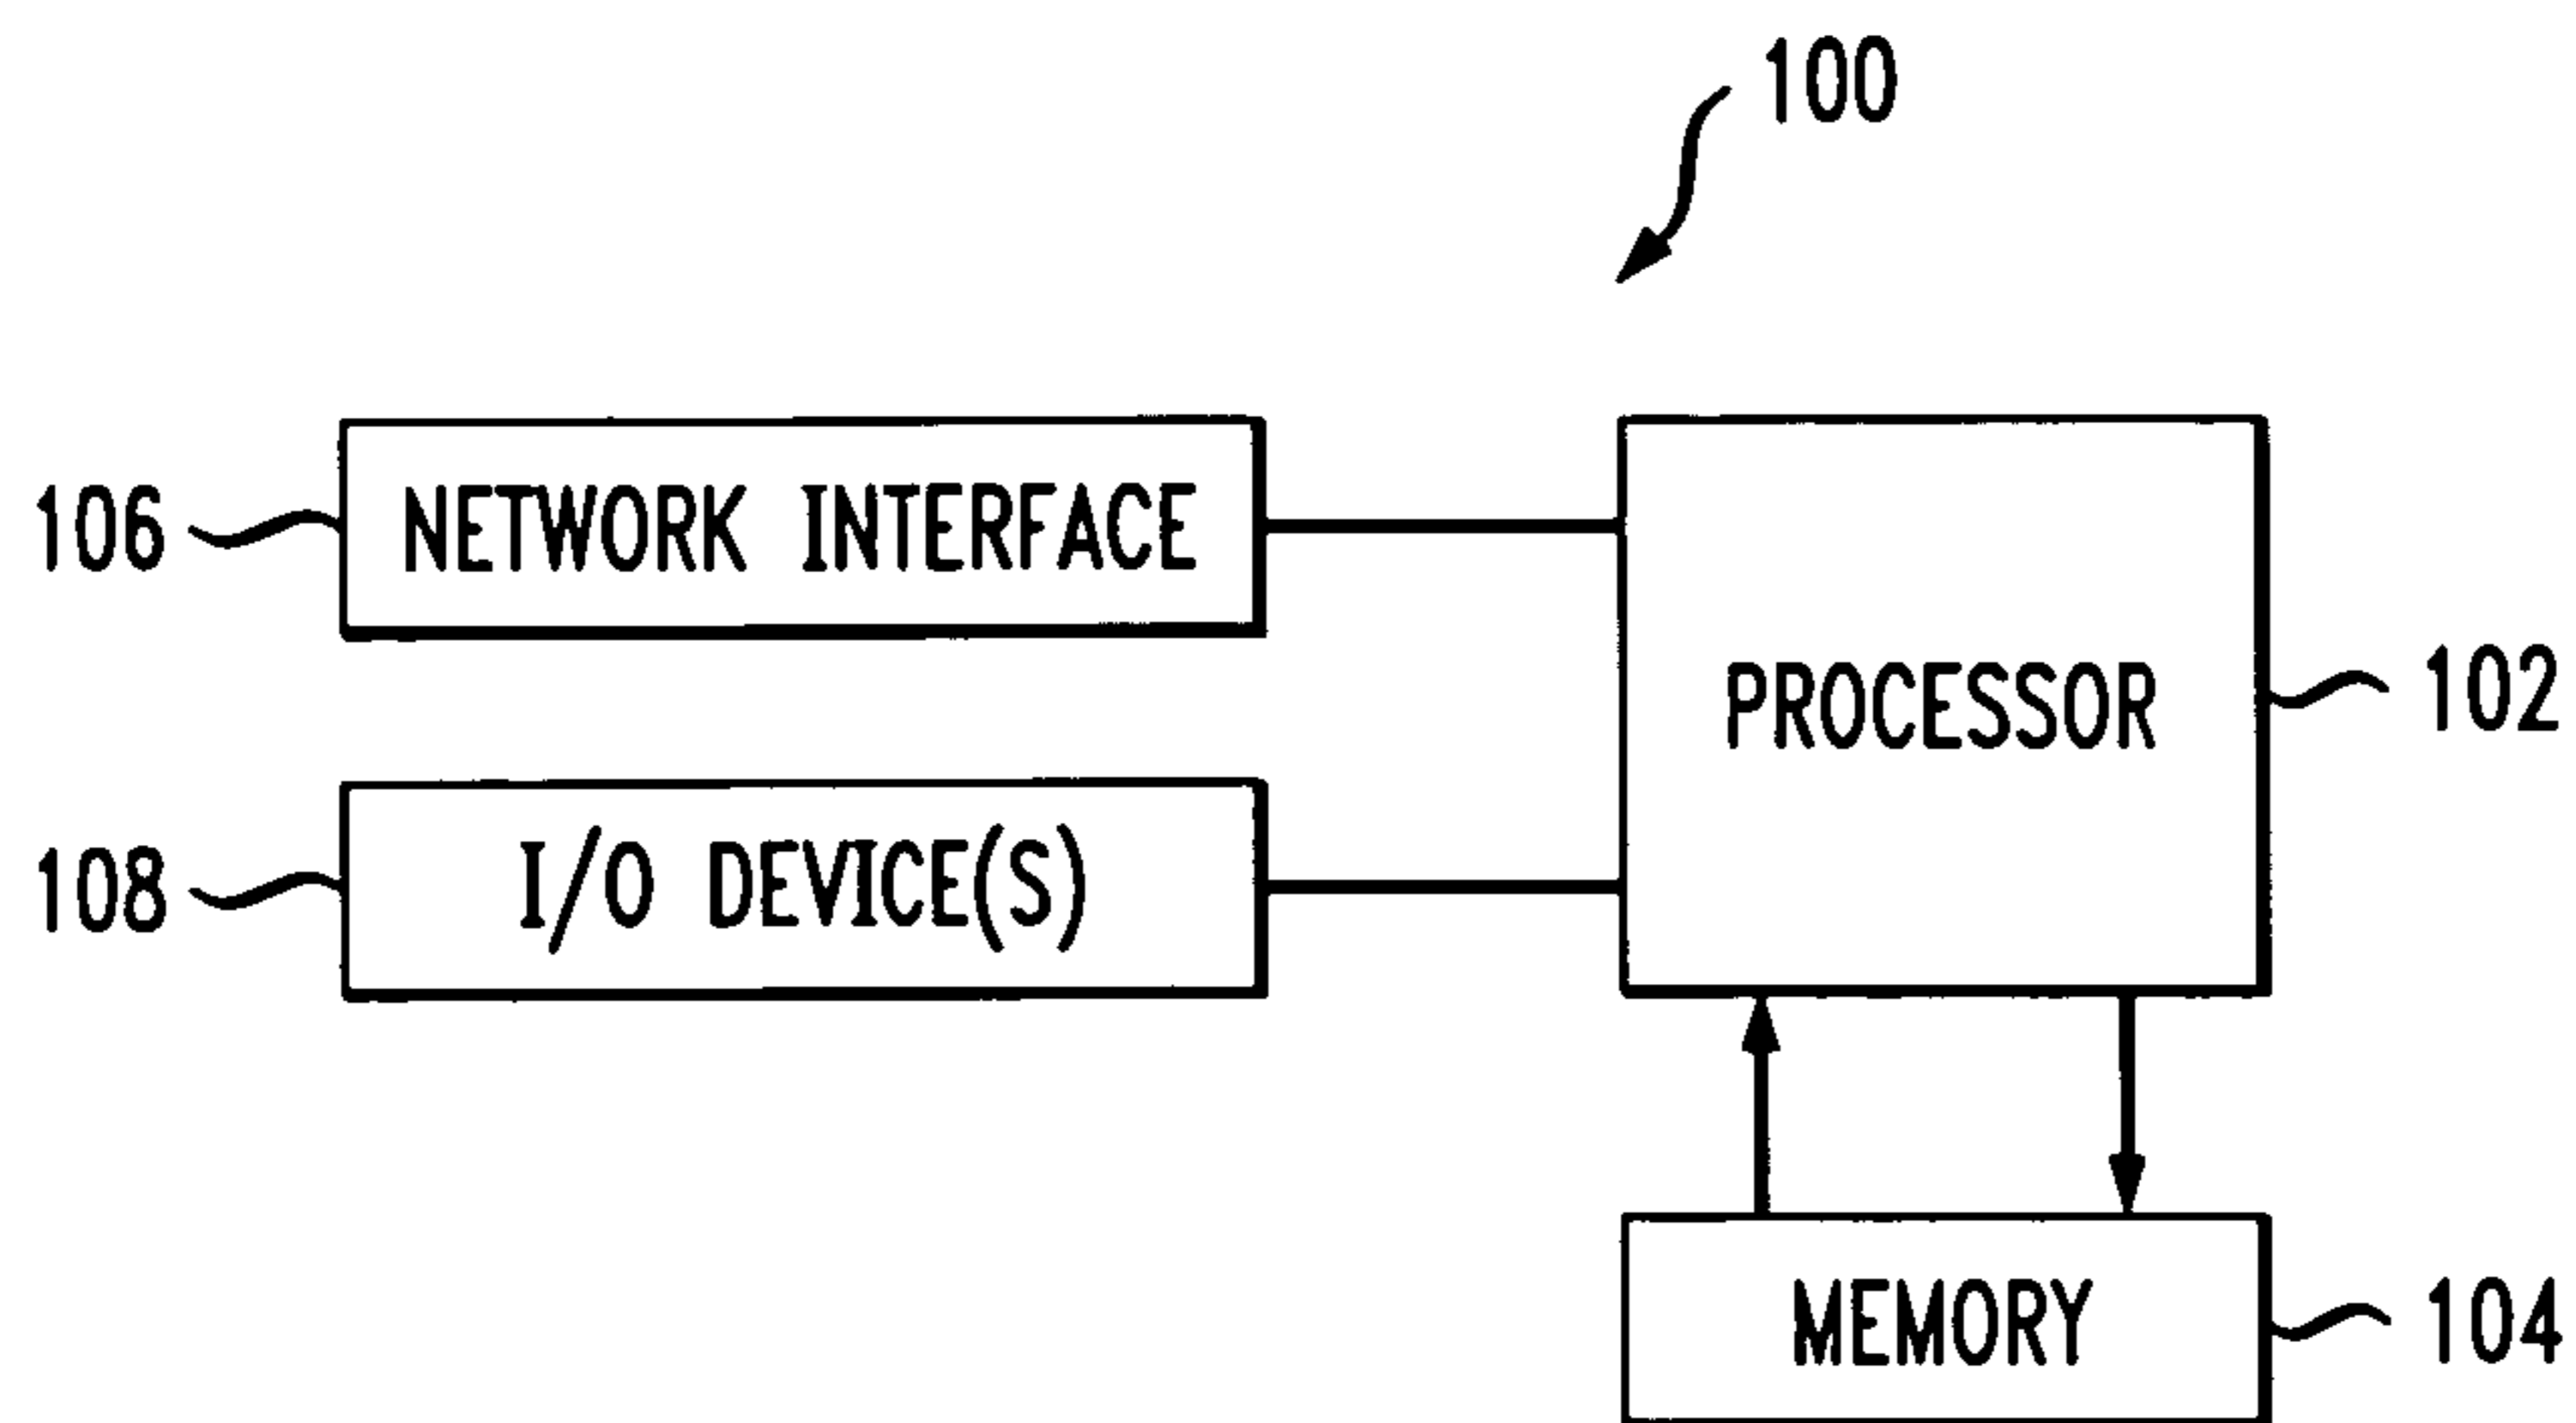 100
106
NETWORK INTERFACE
PROCESSOR
102
108
I/O DEVICE(S)
MEMORY
104